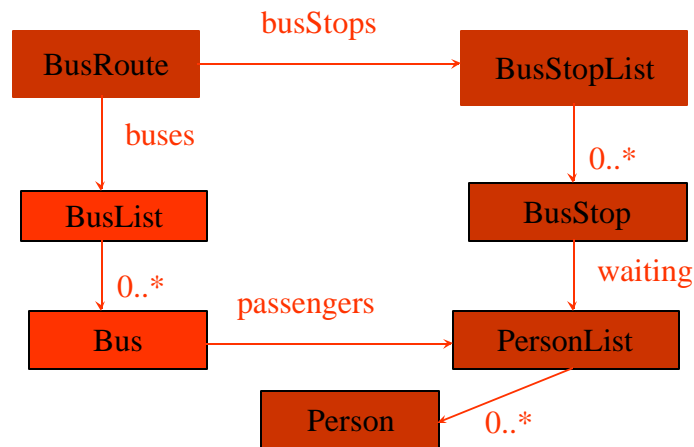 busStops
BusRoute
BusStopList
buses
0..*
BusList
BusStop
0..*
waiting
passengers
Bus
PersonList
Person
0..*